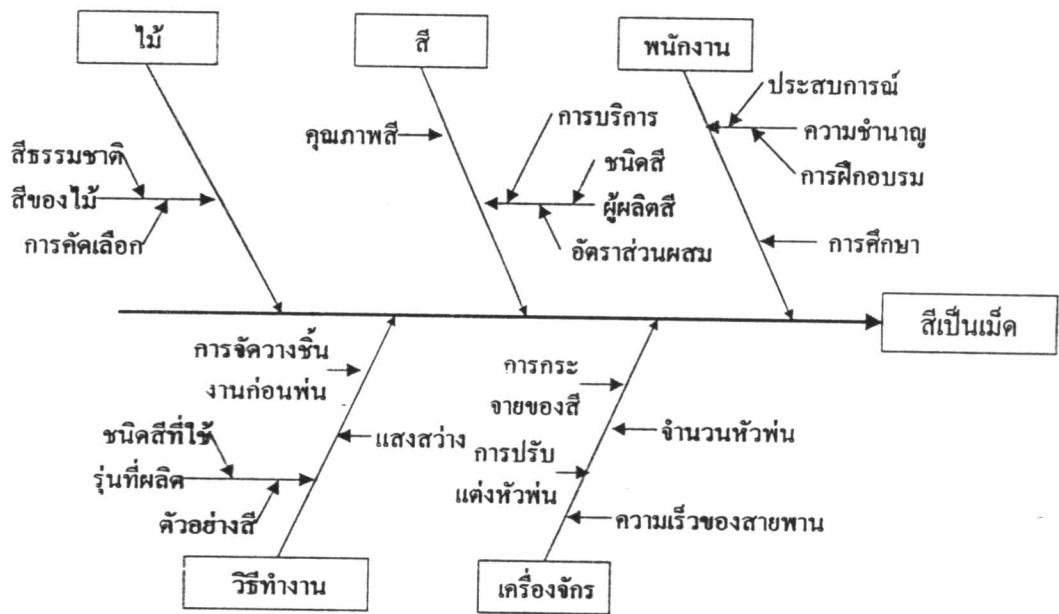 ไม้
สี
พนักงาน
ประสบการณ์
คุณภาพสี
การบริการ
ความชำนาญ
สีธรรมชาติ
ชนิดสี
การฝึกอบรม
สีของไม้
ผู้ผลิตสี
การคัดเลือก
อัตราส่วนผสม
การศึกษา
สีเป็นเม็ด
การจัดวางชิ้น
งานก่อนพ่น
การกระ
จายของสี
ชนิดสีที่ใช้
แสงสว่าง
จำนวนหัวพ่น
รุ่นที่ผลิต
การปรับ
แต่งหัวพ่น
ตัวอย่างสี
ความเร็วของสายพาน
วิธีทำงาน
เครื่องจักร